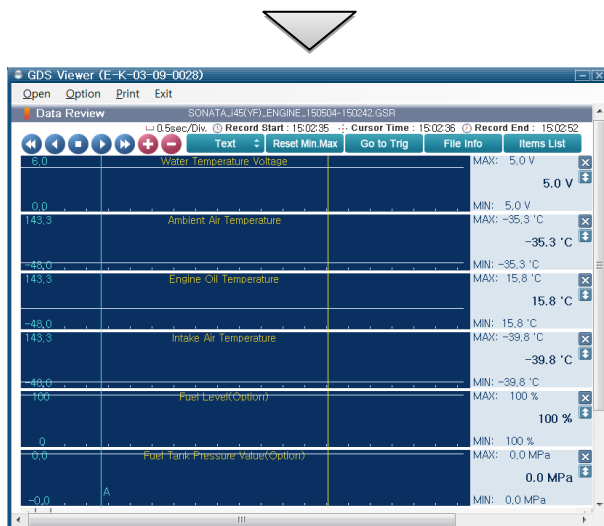 GDS Viewer (E-K-03-09-0028)
Open Option Print Exit
Data Review SONATA_i45(YF)_ENGINE_150504-150242.GSR
0.5sec/Div. Record Start : 15:02:35 Cursor Time : 15:02:36 Record End : 15:02:52
Text Reset Min.Max Go to Trig File Info Items List
6,0 Water Temperature Voltage MAX: 5,0 V
5.0 V
0,0 MIN: 5,0 V
143,3 Ambient Air Temperature MAX: -35,3 'C
-35.3 'C
-48,0 MIN: -35,3 'C
143,3 Engine Oil Temperature MAX: 15,8 'C
15.8 'C
-48,0 MIN: 15,8 'C
143,3 Intake Air Temperature MAX: -39,8 'C
-39.8 'C
-48,0 MIN: -39,8 'C
100 Fuel Level(Option) MAX: 100 %
100 %
0 MIN: 100 %
0,0 Fuel Tank Pressure Value(Option) MAX: 0,0 MPa
0.0 MPa
A
-0,0 MIN: 0,0 MPa